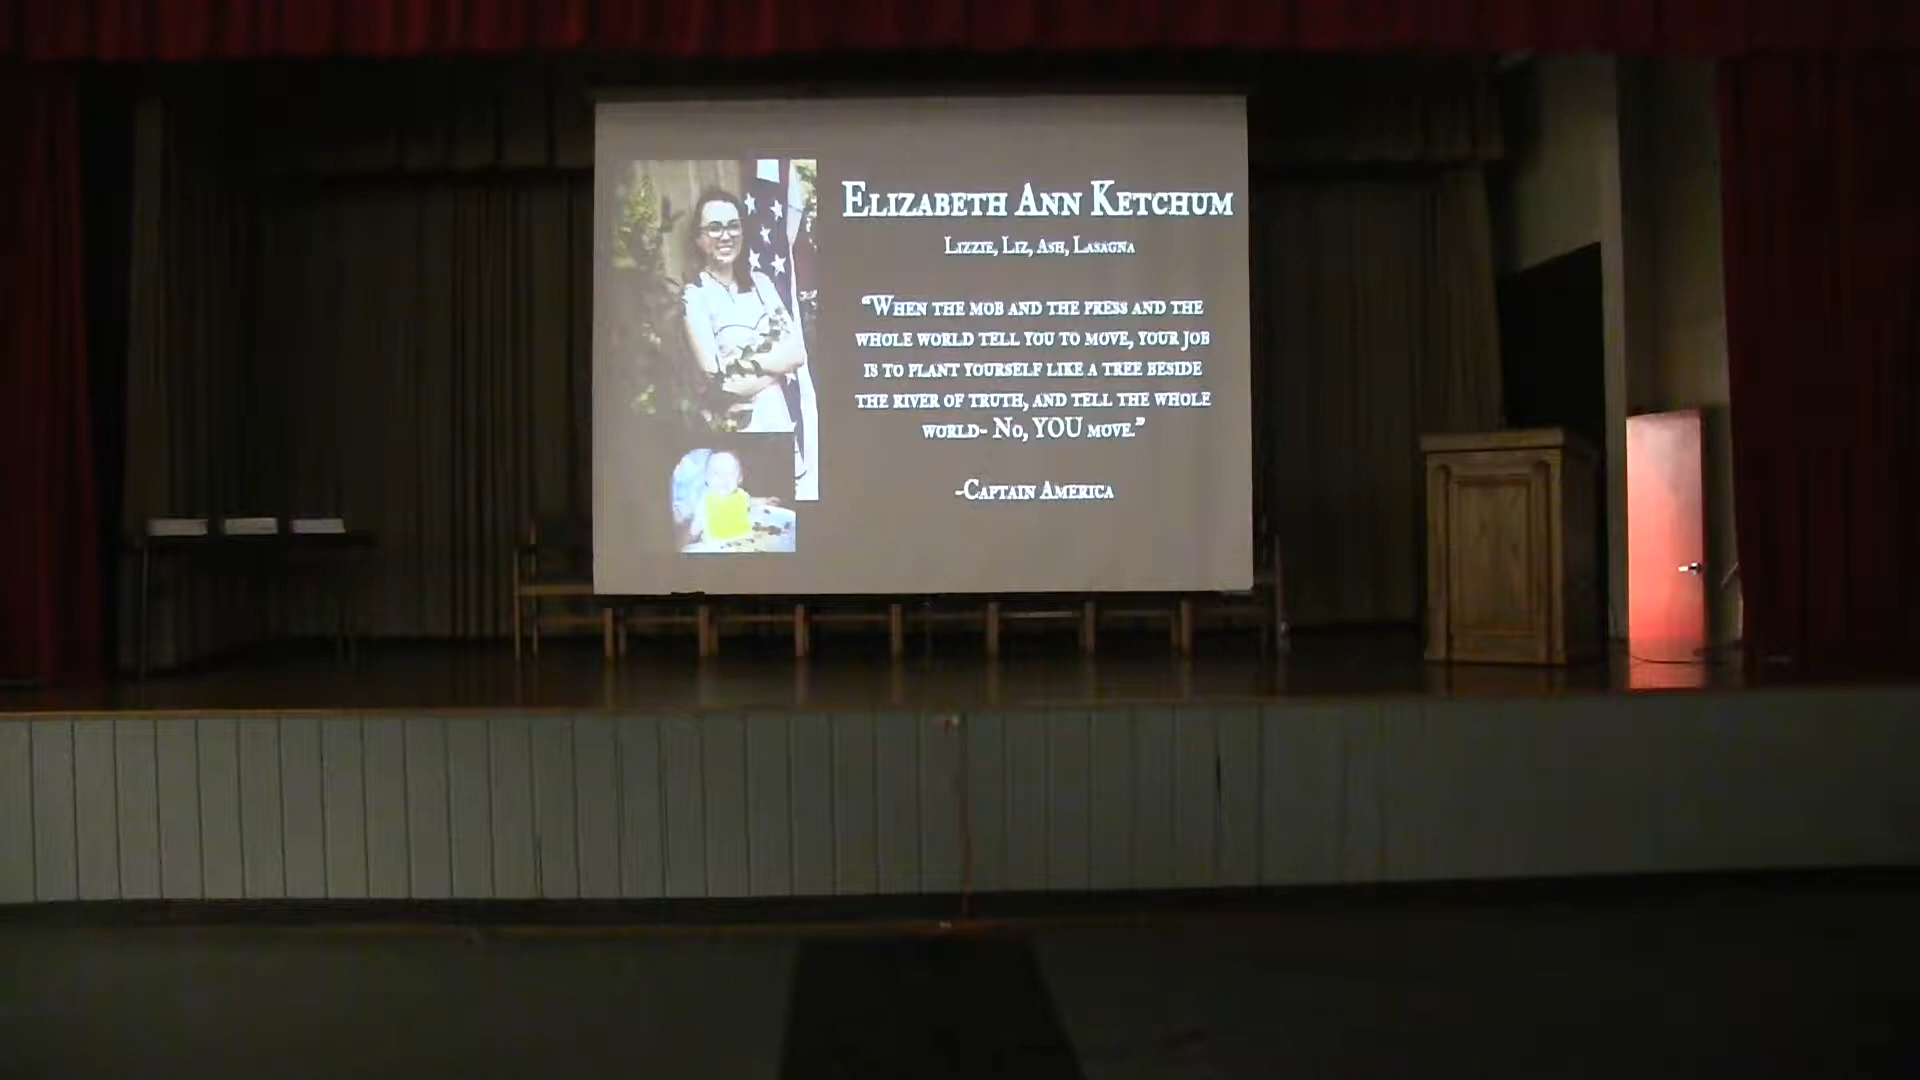 Elizabeth Ann Ketchum
Lizzie, Liz, Ash, Lasagna
“When the mob and the press and the
whole world tell you to move, your job
is to plant yourself like a tree beside
the river of truth, and tell the whole
world- No, YOU move.”
-Captain America